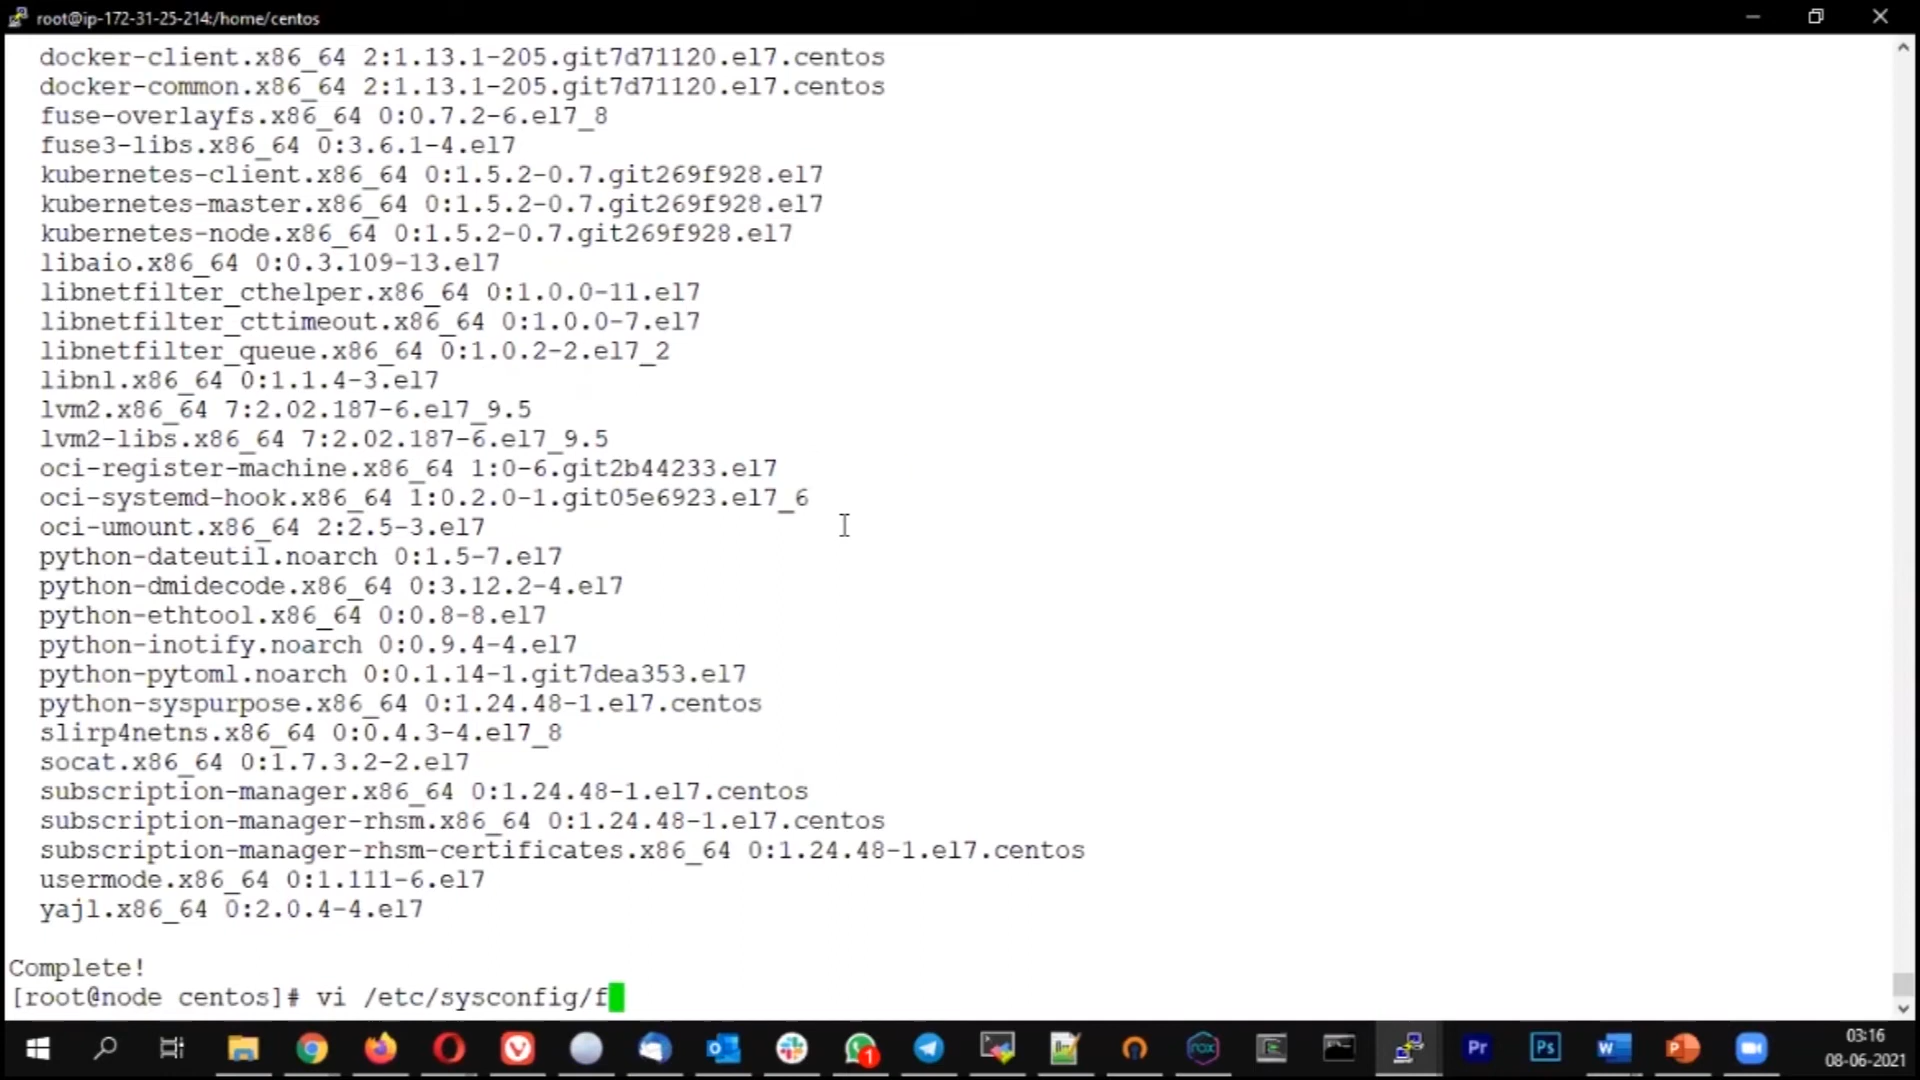 root@ip-172-31-25-214:/home/centos
docker-client.x86_64 2:1.13.1-205.git7d71120.el7.centos
docker-common.x86_64 2:1.13.1-205.git7d71120.el7.centos
fuse-overlayfs.x86_64 0:0.7.2-6.el7_8
fuse3-libs.x86_64 0:3.6.1-4.el7
kubernetes-client.x86_64 0:1.5.2-0.7.git269f928.el7
kubernetes-master.x86_64 0:1.5.2-0.7.git269f928.el7
kubernetes-node.x86_64 0:1.5.2-0.7.git269f928.el7
libaio.x86_64 0:0.3.109-13.el7
libnetfilter_cthelper.x86_64 0:1.0.0-11.el7
libnetfilter_cttimeout.x86_64 0:1.0.0-7.el7
libnetfilter_queue.x86_64 0:1.0.2-2.el7_2
libnl.x86_64 0:1.1.4-3.el7
lvm2.x86_64 7:2.02.187-6.el7_9.5
lvm2-libs.x86_64 7:2.02.187-6.el7_9.5
oci-register-machine.x86_64 1:0-6.git2b44233.el7
oci-systemd-hook.x86_64 1:0.2.0-1.git05e6923.el7_6
oci-umount.x86_64 2:2.5-3.el7
python-dateutil.noarch 0:1.5-7.el7
python-dmidecode.x86_64 0:3.12.2-4.el7
python-ethtool.x86_64 0:0.8-8.el7
python-inotify.noarch 0:0.9.4-4.el7
python-pytoml.noarch 0:0.1.14-1.git7dea353.el7
python-syspurpose.x86_64 0:1.24.48-1.el7.centos
slirp4netns.x86_64 0:0.4.3-4.el7_8
socat.x86_64 0:1.7.3.2-2.el7
subscription-manager.x86_64 0:1.24.48-1.el7.centos
subscription-manager-rhsm.x86_64 0:1.24.48-1.el7.centos
subscription-manager-rhsm-certificates.x86_64 0:1.24.48-1.el7.centos
usermode.x86_64 0:1.111-6.el7
yajl.x86_64 0:2.0.4-4.el7
Complete!
[root@node centos]# vi /etc/sysconfig/f
1
nox
Pr
Ps
W
P
03:16
08-06-2021